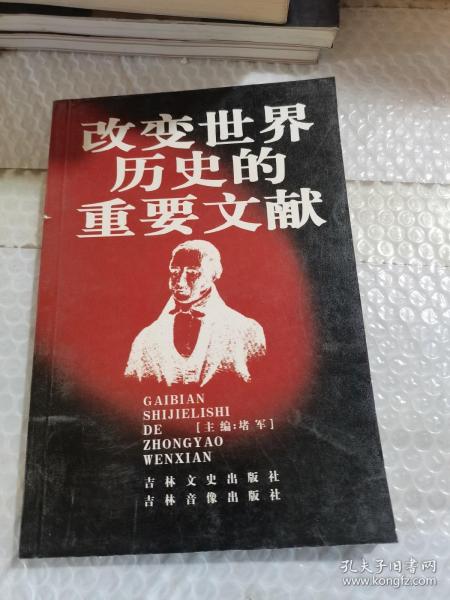 改变世界
历史的
重要文献
GAIBIAN
SHIJIELISHI
DE [主编:堵军]
ZHONGYAO
WENXIAN
吉林文史出版社
吉林音像出版社
孔夫子旧书网
www.kongfz.com